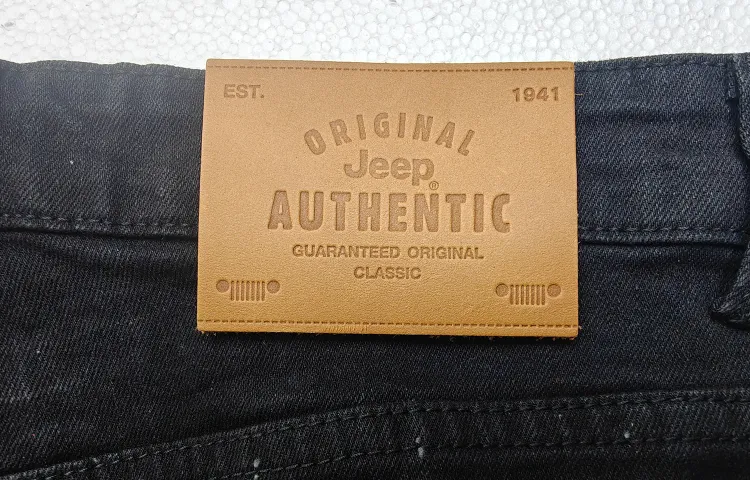 EST. 1941
ORIGINAL
Jeep®
AUTHENTIC
GUARANTEED ORIGINAL
CLASSIC